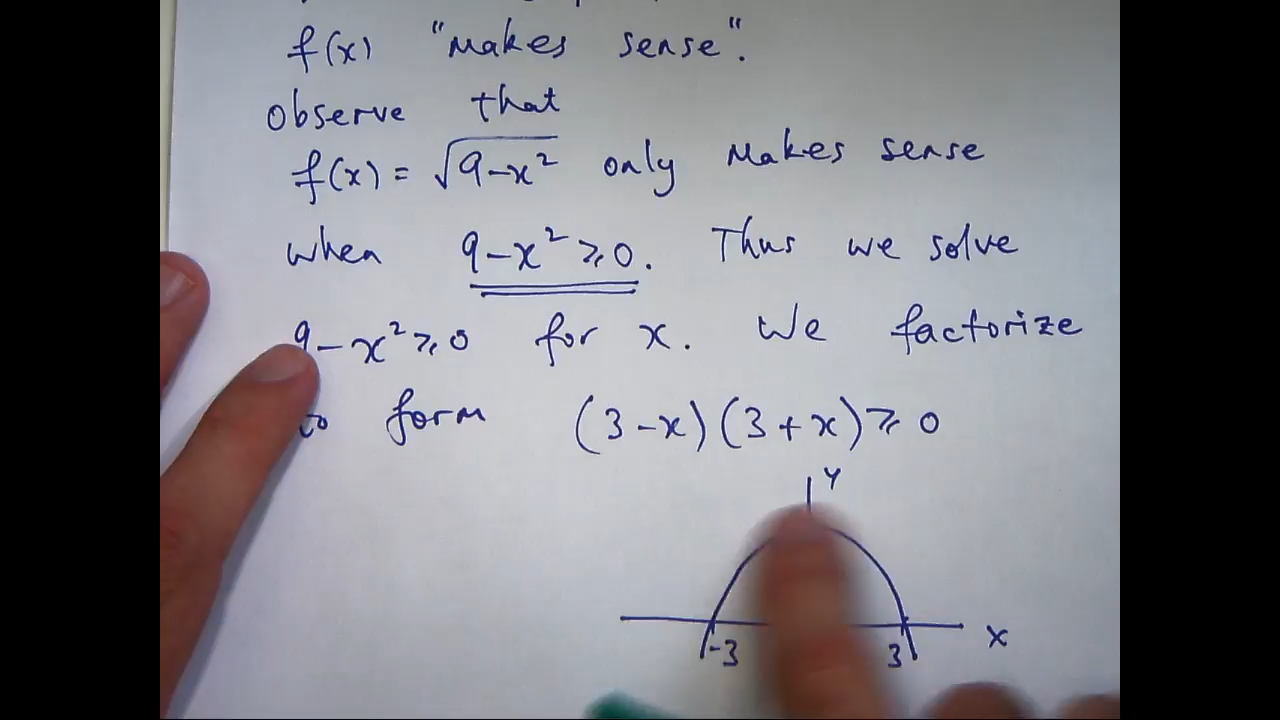 f(x) "makes sense".
Observe that
f(x) = √9-x² only makes sense
when 9-x² ≥ 0. Thus we solve
9-x² ≥ 0 for x. We factorize
to form (3-x)(3+x) ≥ 0
y
-3 3 x